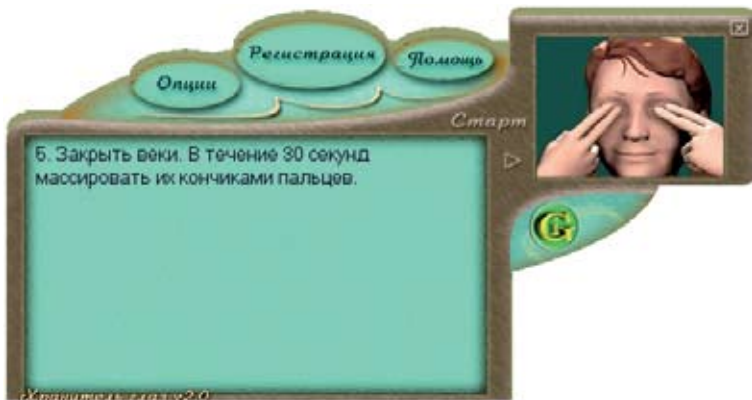 Регистрация
Опции
Помощь
Старт
5. Закрыть веки. В течение 30 секунд
массировать их кончиками пальцев.
G
Хранитель глаз v2.0